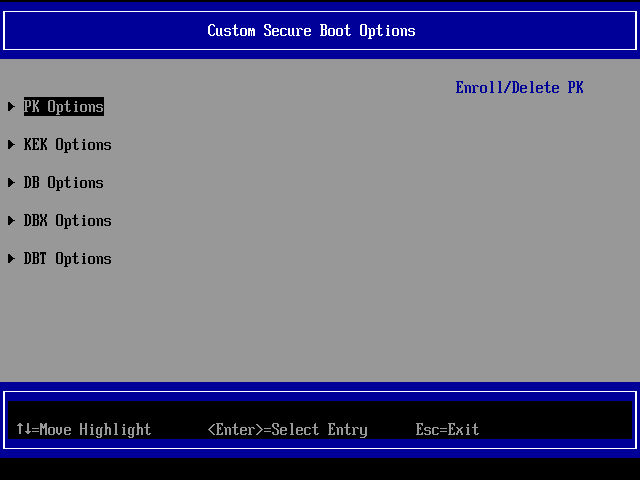 Custom Secure Boot Options
Enroll/Delete PK
PK Options
KEK Options
DB Options
DBX Options
DBT Options
↑↓=Move Highlight <Enter>=Select Entry Esc=Exit